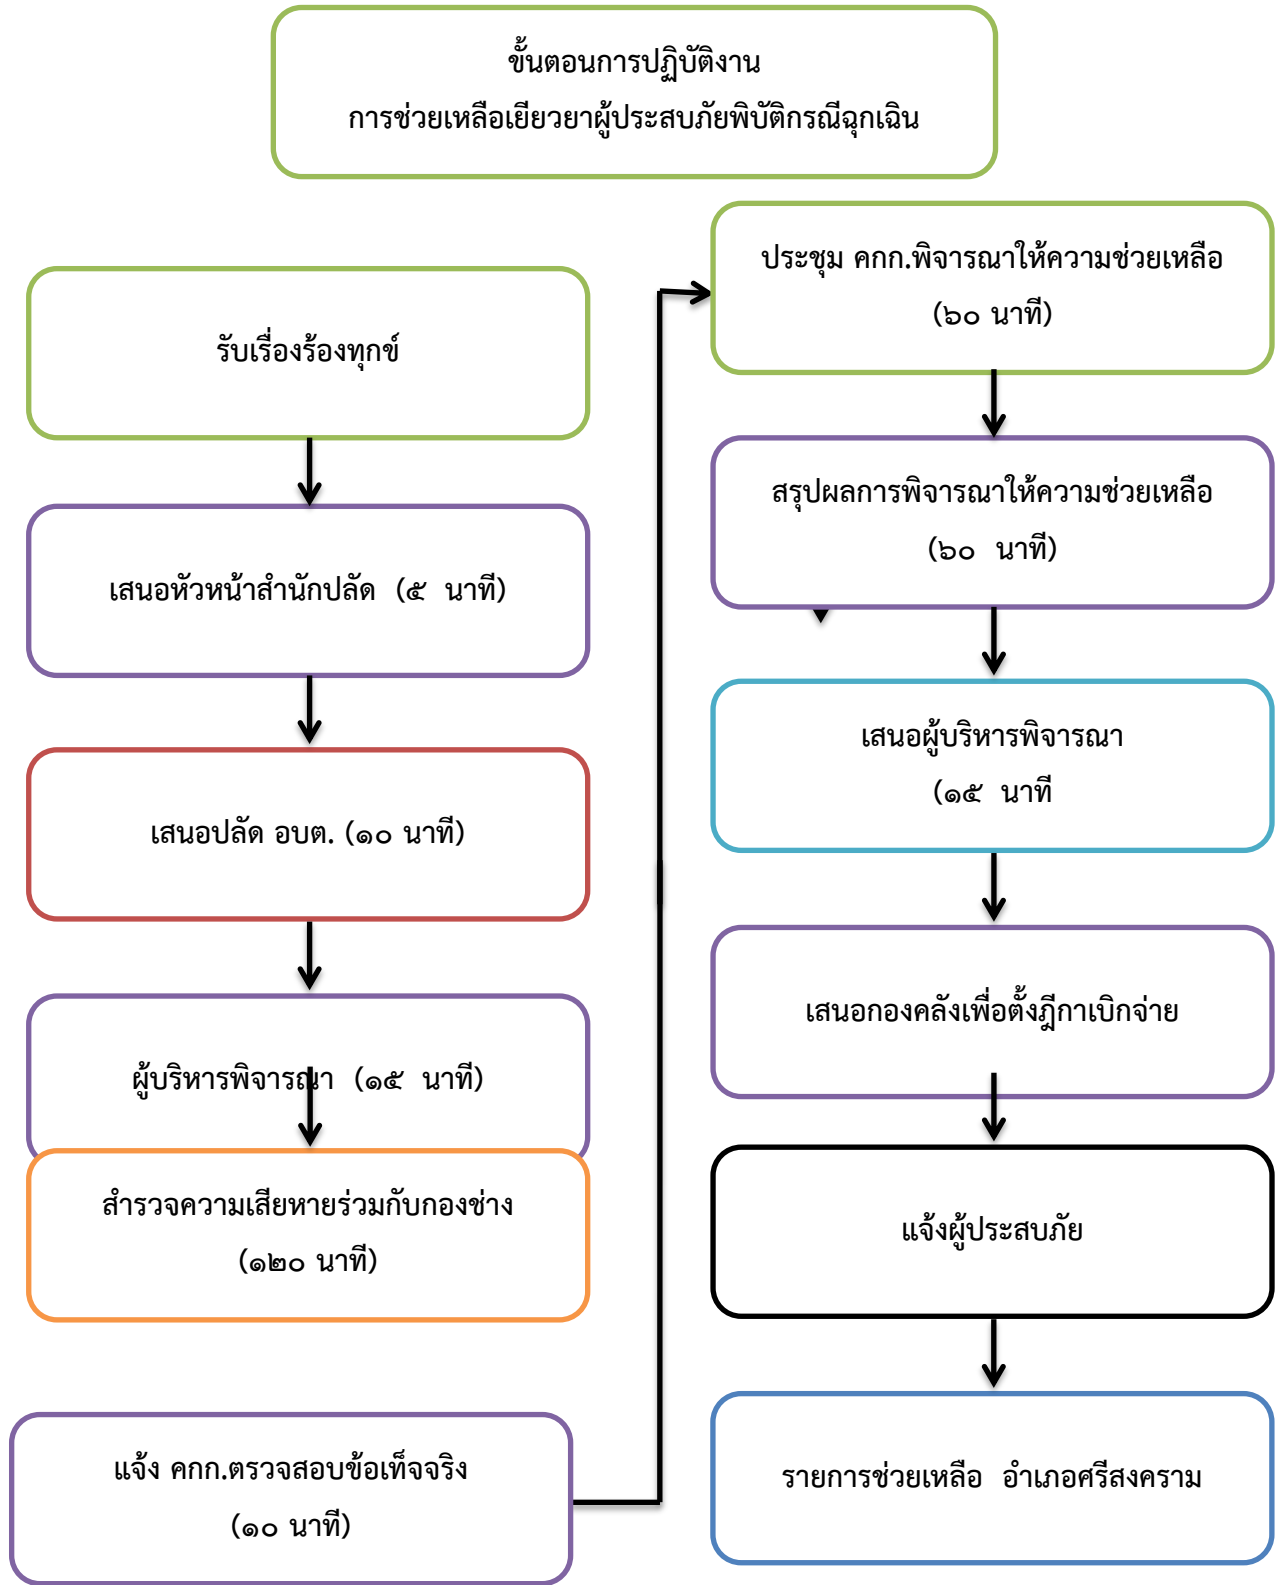 ขั้นตอนการปฏิบัติงาน
การช่วยเหลือเยียวยาผู้ประสบภัยพิบัติกรณีฉุกเฉิน
รับเรื่องร้องทุกข์
เสนอหัวหน้าสำนักปลัด (๕ นาที)
เสนอปลัด อบต. (๑๐ นาที)
ผู้บริหารพิจารณา (๑๕ นาที)
สำรวจความเสียหายร่วมกับกองช่าง
(๑๒๐ นาที)
แจ้ง คกก.ตรวจสอบข้อเท็จจริง
(๑๐ นาที)
ประชุม คกก.พิจารณาให้ความช่วยเหลือ
(๖๐ นาที)
สรุปผลการพิจารณาให้ความช่วยเหลือ
(๖๐ นาที)
เสนอผู้บริหารพิจารณา
(๑๕ นาที
เสนอกองคลังเพื่อตั้งฎีกาเบิกจ่าย
แจ้งผู้ประสบภัย
รายการช่วยเหลือ อำเภอศรีสงคราม